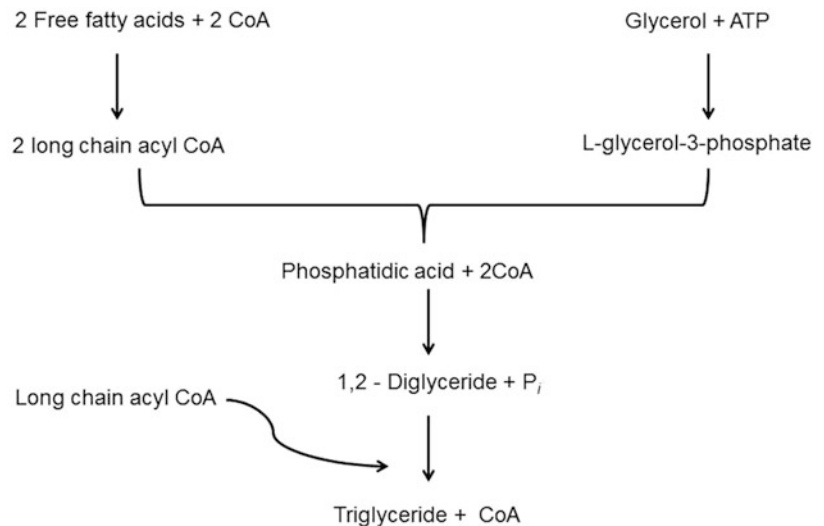 2 Free fatty acids + 2 CoA
Glycerol + ATP
2 long chain acyl CoA
L-glycerol-3-phosphate
Phosphatidic acid + 2CoA
1,2 - Diglyceride + Pi
Long chain acyl CoA
Triglyceride + CoA